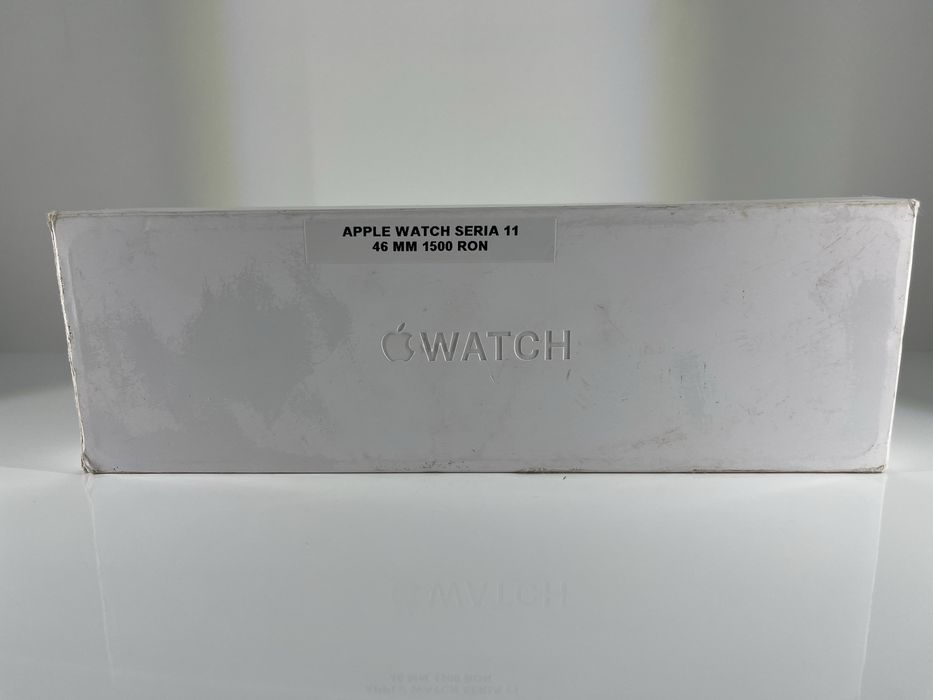 APPLE WATCH SERIA 11
46 MM 1500 RON
WATCH